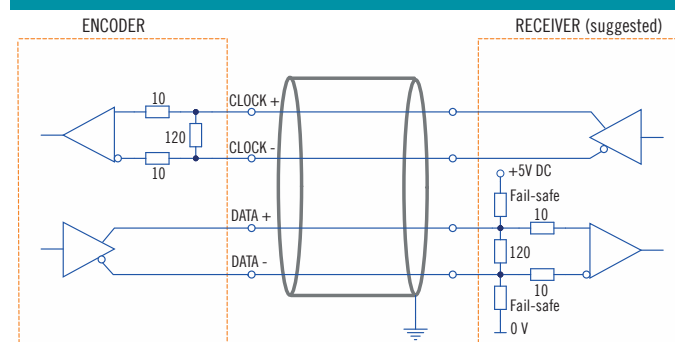 ENCODER
RECEIVER (suggested)
10
CLOCK +
120
CLOCK -
10
+5V DC
Fail-safe
DATA +
10
120
DATA -
10
Fail-safe
0 V